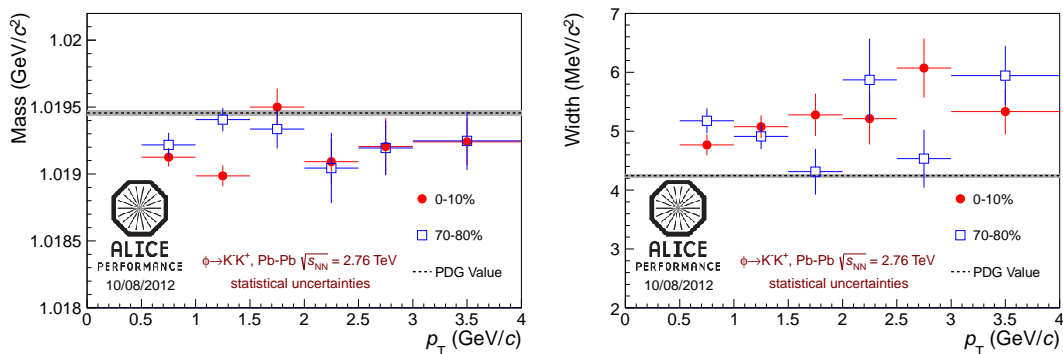 Mass (GeV/c²)
1.02
1.0195
1.019
1.0185
1.018
ALICE
PERFORMANCE
10/08/2012
0-10%
70-80%
PDG Value
ϕ→K⁻K⁺, Pb-Pb √sNN = 2.76 TeV
statistical uncertainties
0 0.5 1 1.5 2 2.5 3 3.5 4
pT (GeV/c)
Width (MeV/c²)
7
6
5
4
3
2
ALICE
PERFORMANCE
10/08/2012
0-10%
70-80%
PDG Value
ϕ→K⁻K⁺, Pb-Pb √sNN = 2.76 TeV
statistical uncertainties
0 0.5 1 1.5 2 2.5 3 3.5 4
pT (GeV/c)